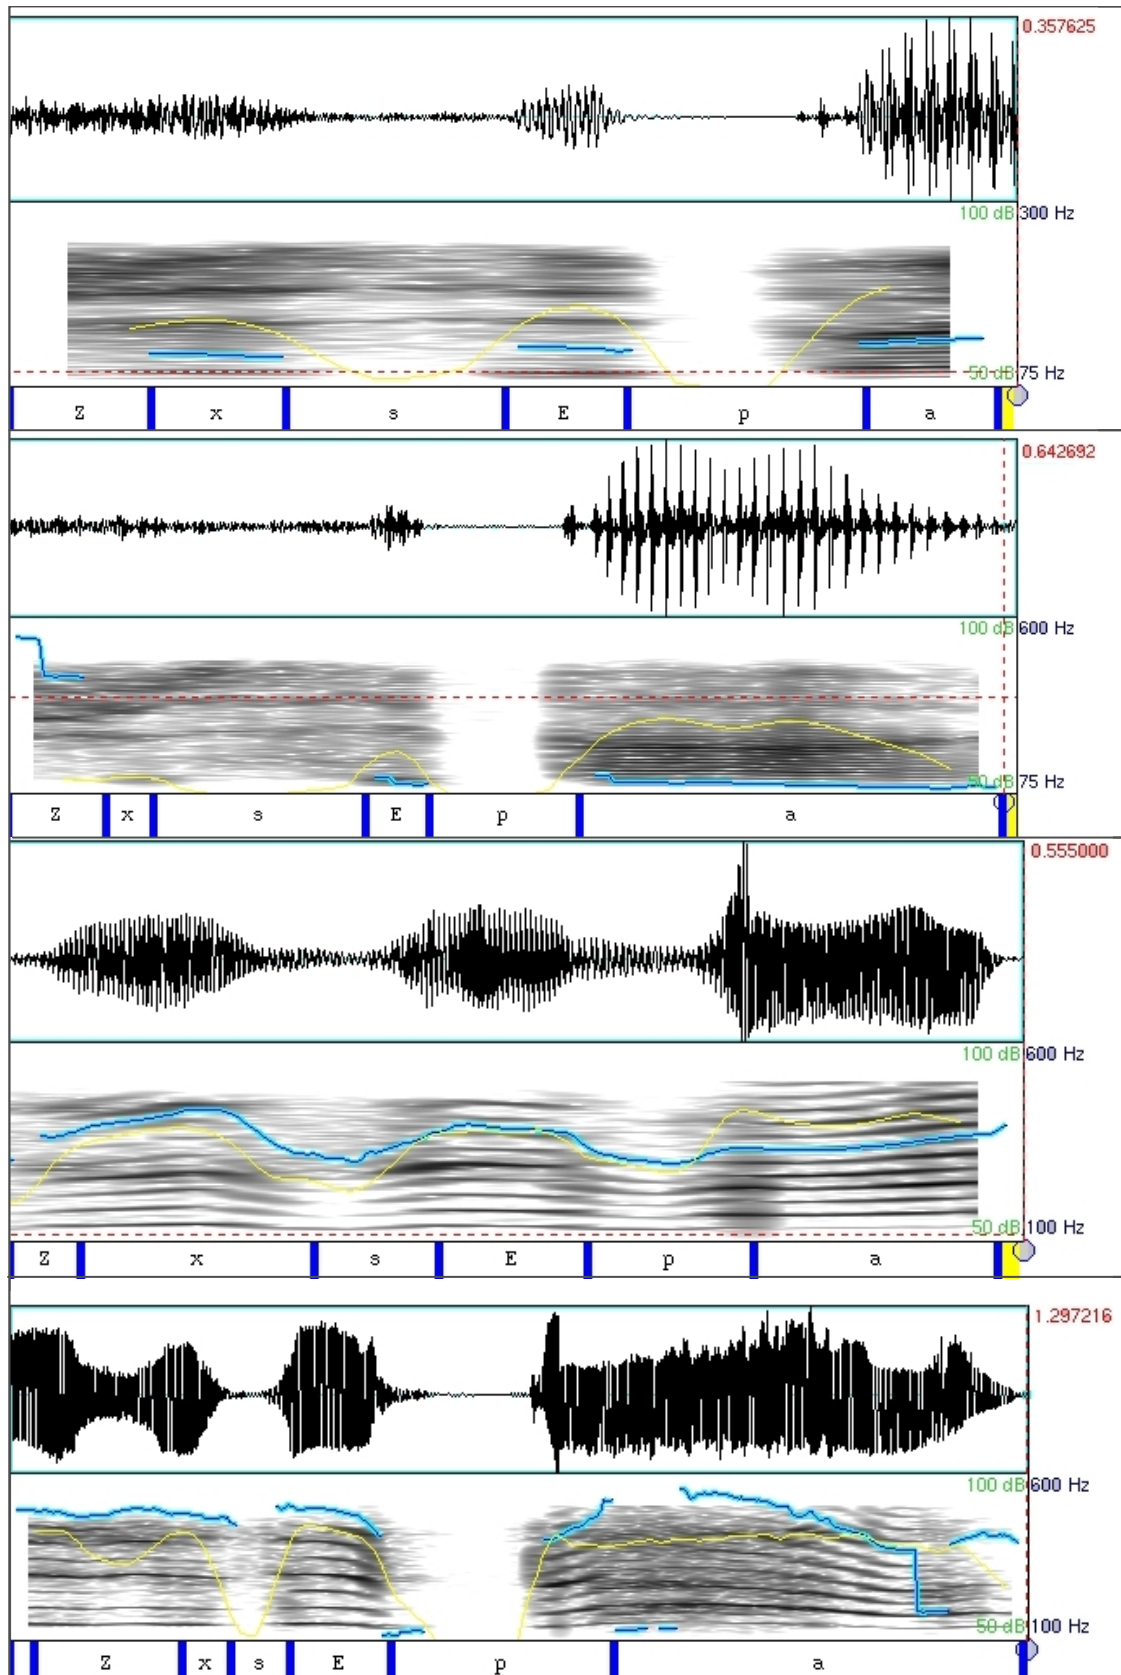 0.357625
100 dB 300 Hz
50 dB 75 Hz
Z x s E p a
0.642692
100 dB 600 Hz
50 dB 75 Hz
Z x s E p a
0.555000
100 dB 600 Hz
50 dB 100 Hz
Z x s E p a
1.297216
100 dB 600 Hz
50 dB 100 Hz
Z x s E p a